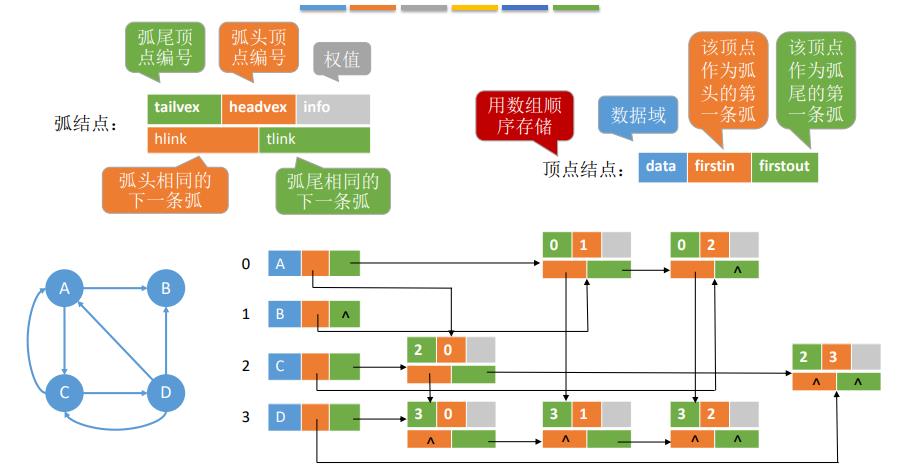 弧尾顶
点编号
弧头顶
点编号
权值
弧结点：
tailvex headvex info
hlink tlink
弧头相同的
下一条弧
弧尾相同的
下一条弧
用数组顺
序存储
数据域
该顶点
作为弧
头的第
一条弧
该顶点
作为弧
尾的第
一条弧
顶点结点：
data firstin firstout
A B
C D
0 A
0 1
0 2
^
1 B ^
2 0
2 C
2 3
^ ^
3 D
3 0
^
3 1
^
3 2
^ ^